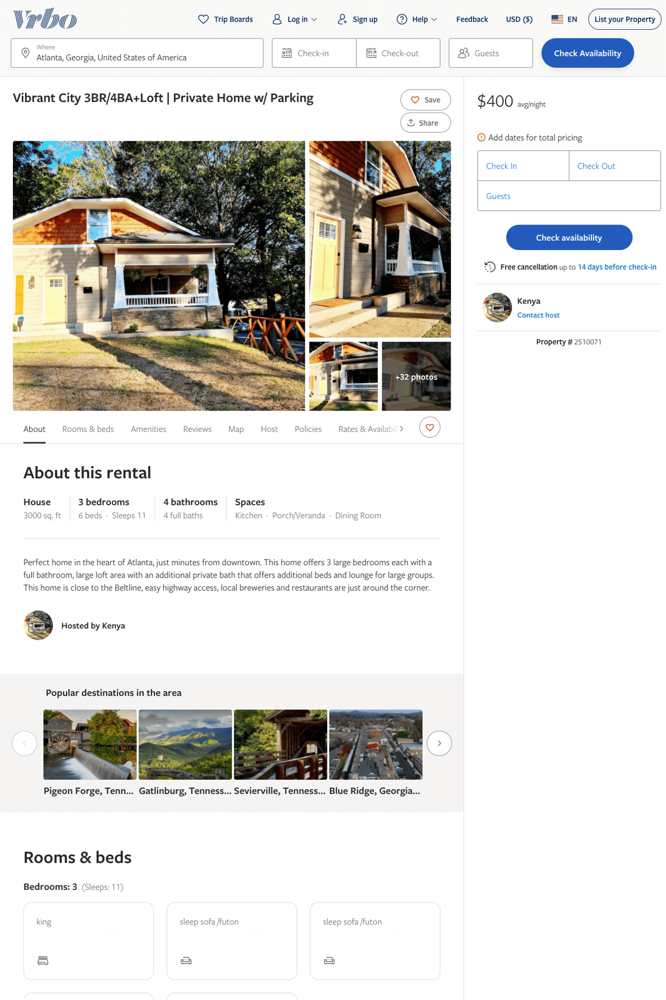 Vrbo
Trip Boards
Log in
Sign up
Help
Feedback
USD ($)
EN
List your Property
Where
Atlanta, Georgia, United States of America
Check-in
Check-out
Guests
Check Availability
Vibrant City 3BR/4BA+Loft | Private Home w/ Parking
Save
Share
$400 avg/night
Add dates for total pricing
Check In
Check Out
Guests
Check availability
Free cancellation up to 14 days before check-in
Kenya
Contact host
Property # 2510071
702
+32 photos
About
Rooms & beds
Amenities
Reviews
Map
Host
Policies
Rates & Availabili
About this rental
House
3 bedrooms
4 bathrooms
Spaces
3000 sq. ft
6 beds · Sleeps 11
4 full baths
Kitchen · Porch/Veranda · Dining Room
Perfect home in the heart of Atlanta, just minutes from downtown. This home offers 3 large bedrooms each with a
full bathroom, large loft area with an additional private bath that offers additional beds and lounge for large groups.
This home is close to the Beltline, easy highway access, local breweries and restaurants are just around the corner.
Hosted by Kenya
Popular destinations in the area
Pigeon Forge, Tenn...
Gatlinburg, Tenness...
Sevierville, Tenness...
Blue Ridge, Georgia...
Rooms & beds
Bedrooms: 3 (Sleeps: 11)
king
sleep sofa /futon
sleep sofa /futon